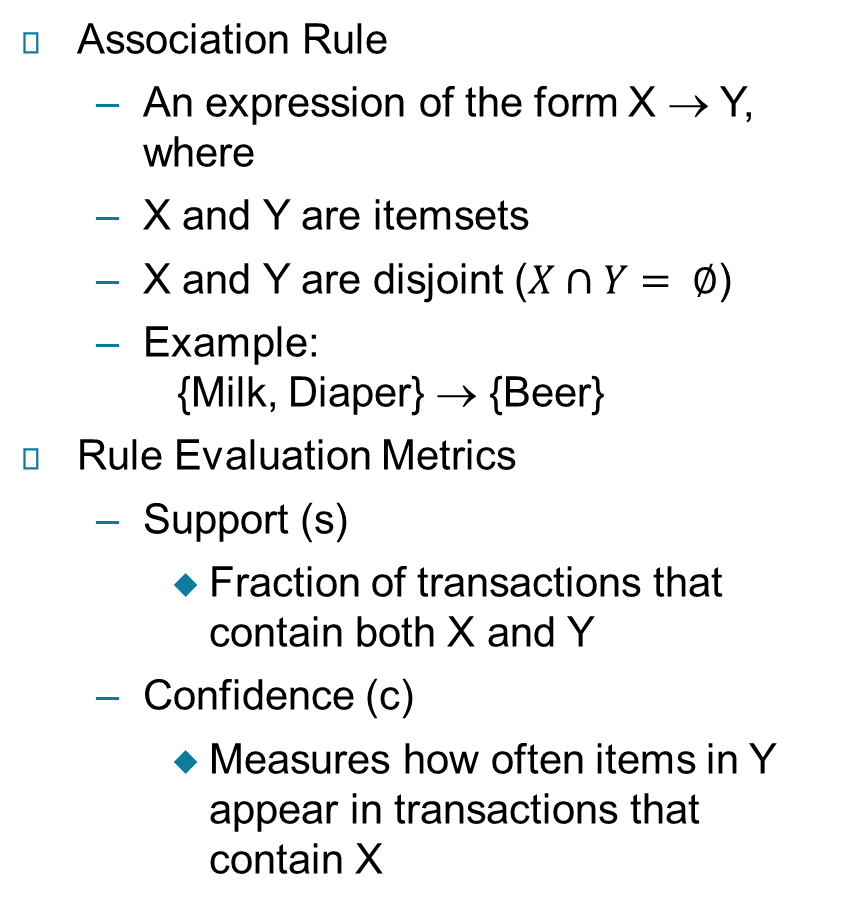 Association Rule
– An expression of the form X → Y,
where
– X and Y are itemsets
– X and Y are disjoint (X ∩ Y = ∅)
– Example:
{Milk, Diaper} → {Beer}
Rule Evaluation Metrics
– Support (s)
◆ Fraction of transactions that
contain both X and Y
– Confidence (c)
◆ Measures how often items in Y
appear in transactions that
contain X